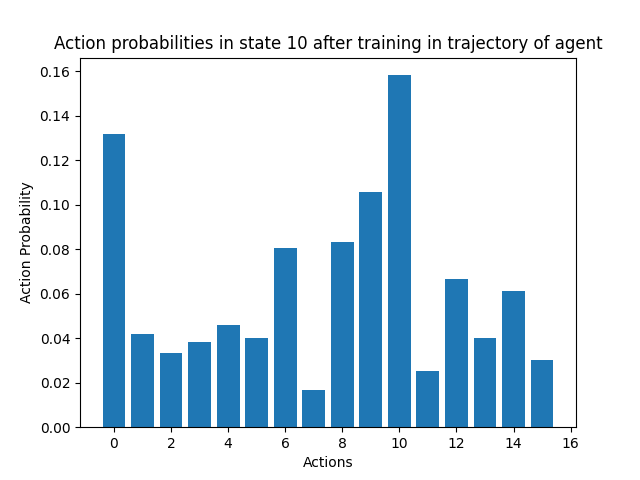 Action probabilities in state 10 after training in trajectory of agent
0.16
0.14
0.12
0.10
0.08
0.06
0.04
0.02
0.00
Action Probability
0 2 4 6 8 10 12 14 16
Actions